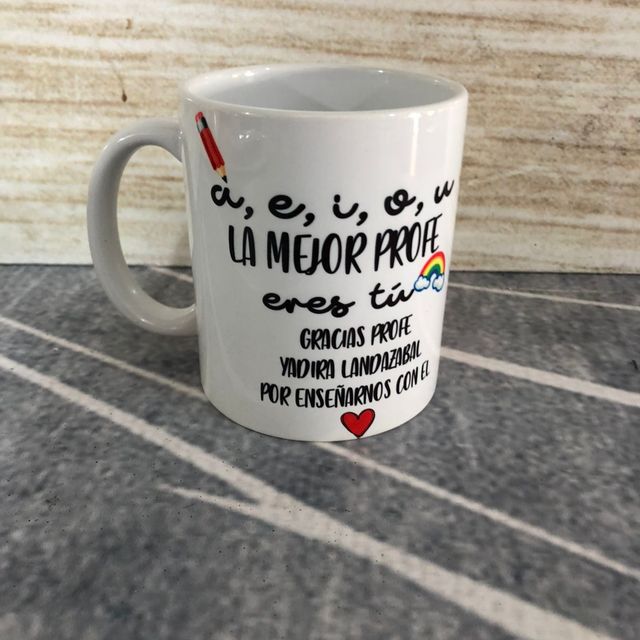 a, e, i, o, u
LA MEJOR PROFE
eres tú
GRACIAS PROFE
YADIRA LANDAZABAL
POR ENSEÑARNOS CON EL